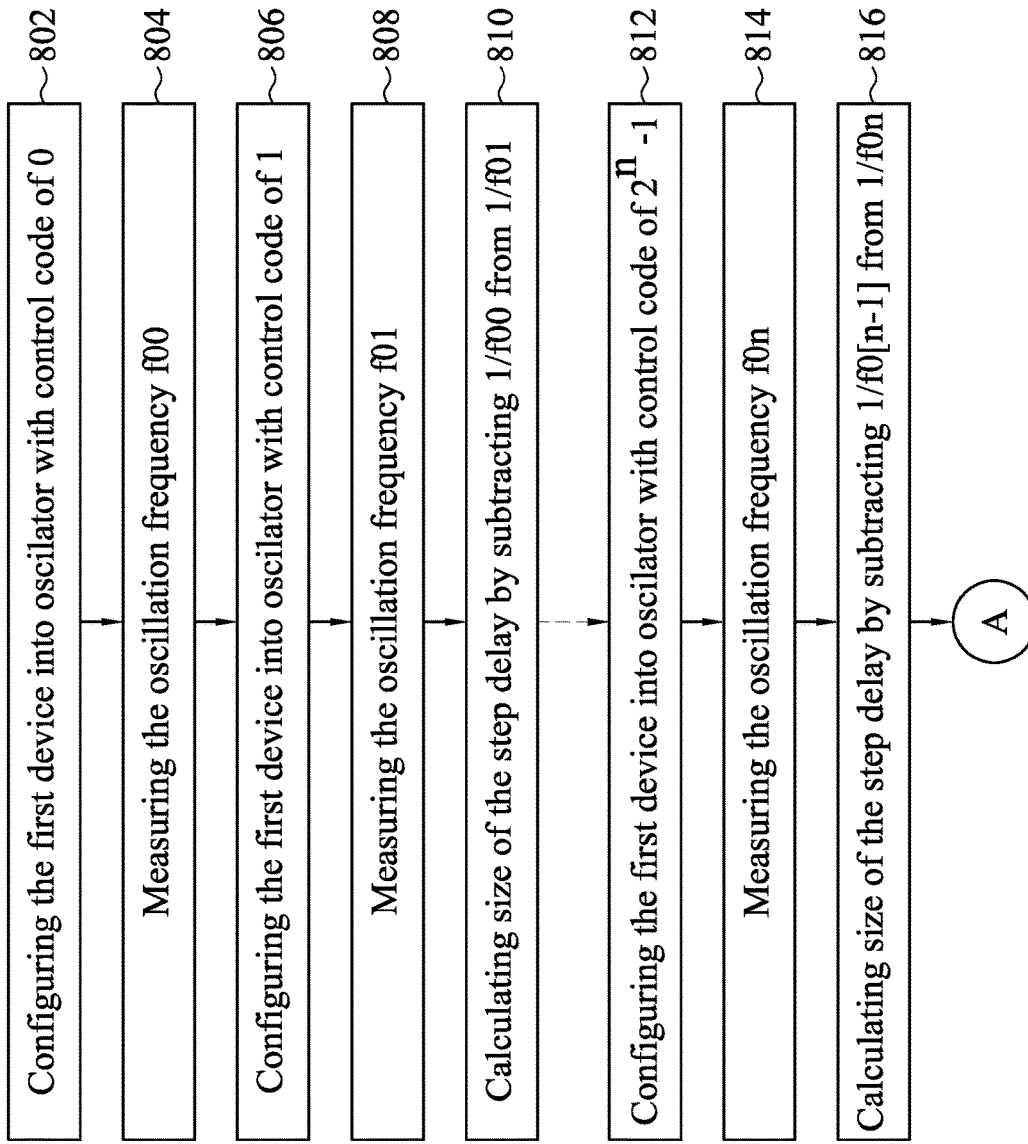 Configuring the first device into oscilator with control code of 0
802
Measuring the oscillation frequency f00
804
Configuring the first device into oscilator with control code of 1
806
Measuring the oscillation frequency f01
808
Calculating size of the step delay by subtracting 1/f00 from 1/f01
810
Configuring the first device into oscilator with control code of 2ⁿ -1
812
Measuring the oscillation frequency f0n
814
Calculating size of the step delay by subtracting 1/f0[n-1] from 1/f0n
816
A